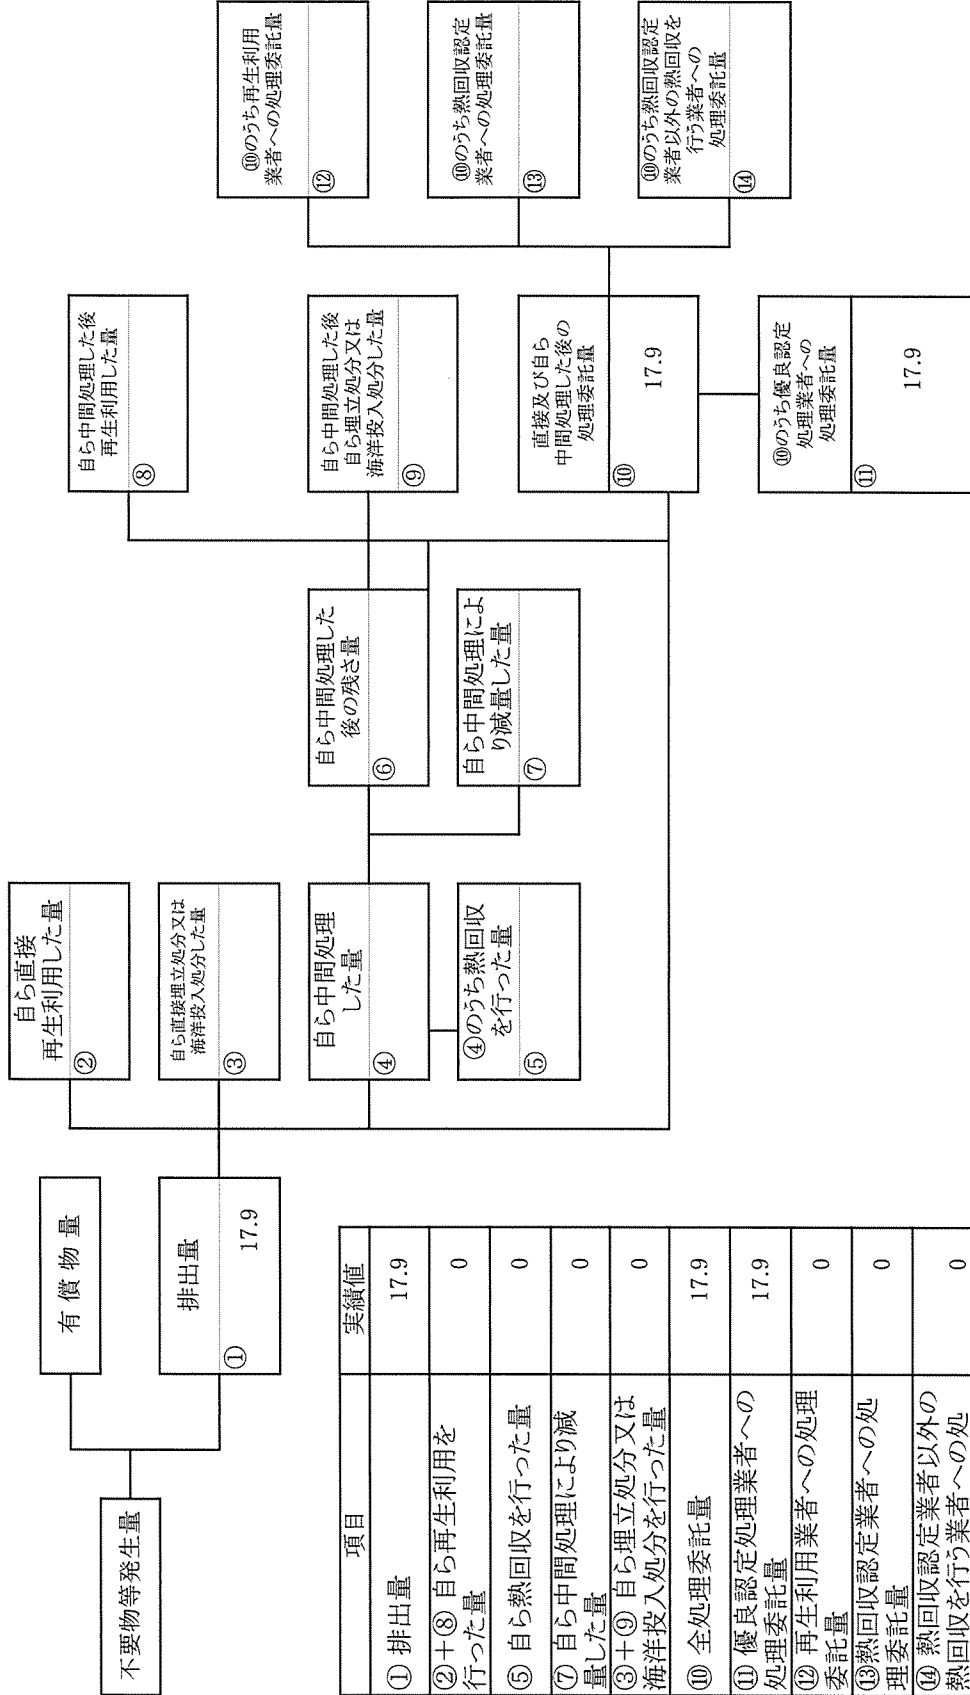 不要物等発生量
有償物量
排出量
①
17.9
自ら直接
再生利用した量
②
自ら直接埋立処分又は
海洋投入処分した量
③
自ら中間処理
した量
④
④のうち熱回収
を行った量
⑤
自ら中間処理した
後の残さ量
⑥
自ら中間処理によ
り減量した量
⑦
自ら中間処理した後
再生利用した量
⑧
自ら中間処理した後
自ら埋立処分又は
海洋投入処分した量
⑨
直接及び自ら
中間処理した後の
処理委託量
⑩
17.9
⑩のうち優良認定
処理業者への
処理委託量
⑪
17.9
⑩のうち再生利用
業者への処理委託量
⑫
⑩のうち熱回収認定
業者への処理委託量
⑬
⑩のうち熱回収認定
業者以外の熱回収を
行う業者への
処理委託量
⑭
項目 実績値
① 排出量 17.9
②+⑧ 自ら再生利用を
行った量 0
⑤ 自ら熱回収を行った量 0
⑦ 自ら中間処理により減
量した量 0
③+⑨ 自ら埋立処分又は
海洋投入処分を行った量 0
⑩ 全処理委託量 17.9
⑪ 優良認定処理業者への
処理委託量 17.9
⑫ 再生利用業者への処理
委託量 0
⑬熱回収認定業者への処
理委託量 0
⑭ 熱回収認定業者以外の
熱回収を行う業者への処 0